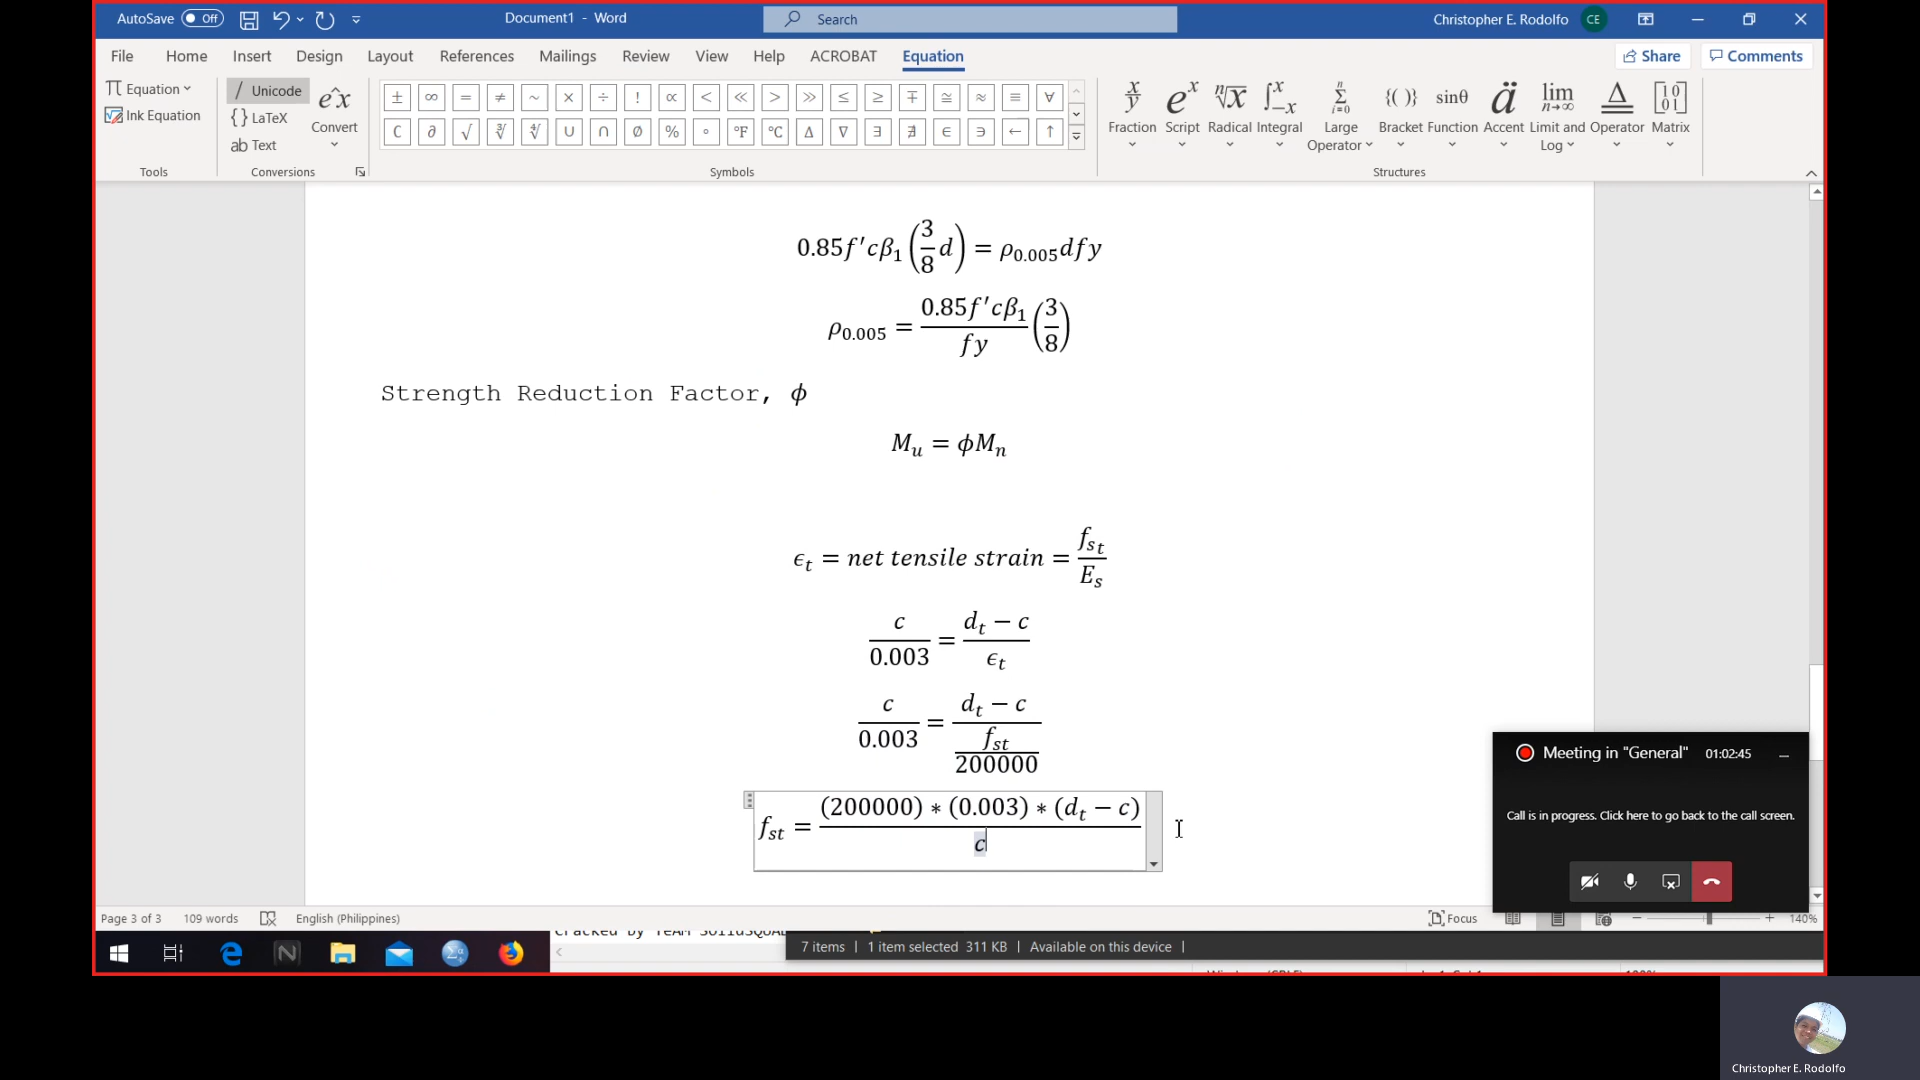 AutoSave Off Document1 - Word Search Christopher E. Rodolfo CE
File Home Insert Design Layout References Mailings Review View Help ACROBAT Equation Share Comments
π Equation / Unicode
Ink Equation { } LaTeX
ab Text
Convert
± ∞ = ≠ ~ × ÷ ! ∝ < ≪ > ≫ ≤ ≥ ∓ ≅ ≈ ≡ ∀
∁ ∂ √ ∛ ∜ ∪ ∩ ∅ % ° °F °C ∆ ∇ ∃ ∄ ∈ ∋ ← ↑
Fraction Script Radical Integral Large Operator Bracket Function Accent Limit and Log Operator Matrix
Tools Conversions Symbols Structures
0.85f′cβ₁(3/8 d) = ρ₀.₀₀₅dfy
ρ₀.₀₀₅ = 0.85f′cβ₁/fy (3/8)
Strength Reduction Factor, ϕ
Mᵤ = ϕMₙ
ϵₜ = net tensile strain = fₛₜ/Eₛ
c/0.003 = (dₜ − c)/ϵₜ
c/0.003 = (dₜ − c)/(fₛₜ/200000)
fₛₜ = (200000) ∗ (0.003) ∗ (dₜ − c)/c
Meeting in "General" 01:02:45
Call is in progress. Click here to go back to the call screen.
Page 3 of 3 109 words English (Philippines) Focus 140%
7 items 1 item selected 311 KB Available on this device
Christopher E. Rodolfo